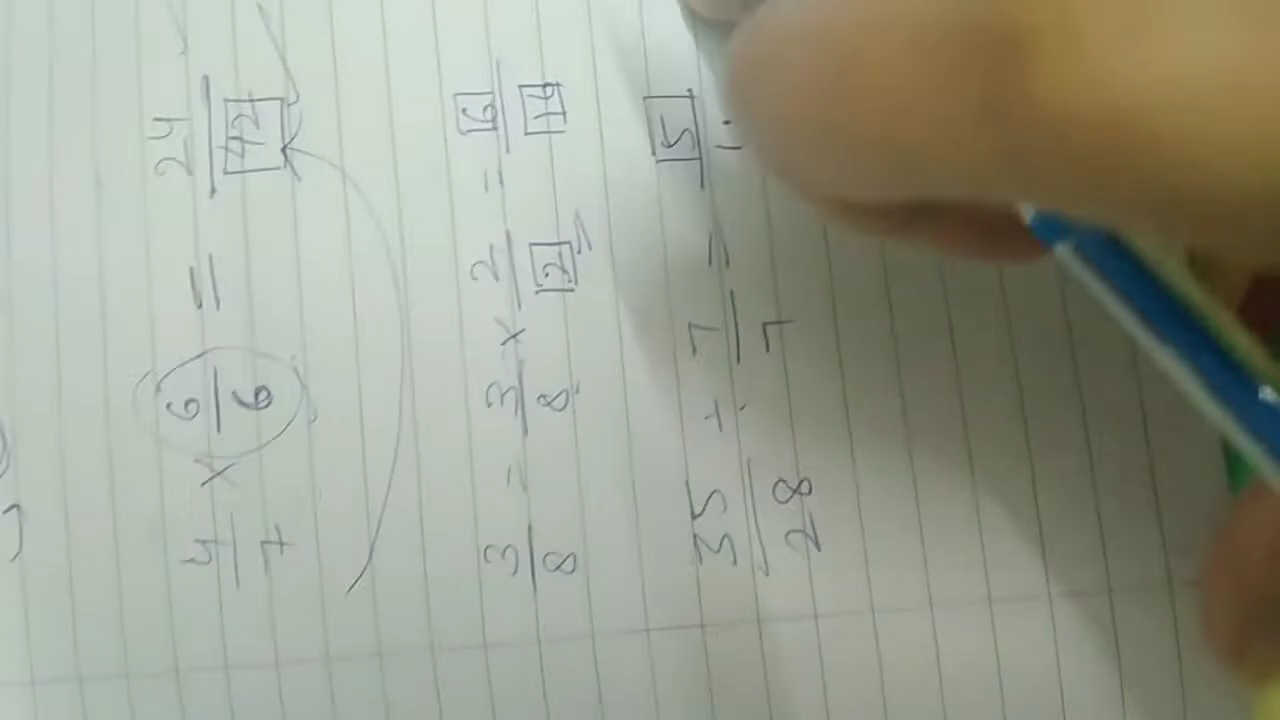 4/7 × 6/6 = 24/42
3/8 = 3/8 × 2/2 = 6/16
35/28 ÷ 7/7 = 5